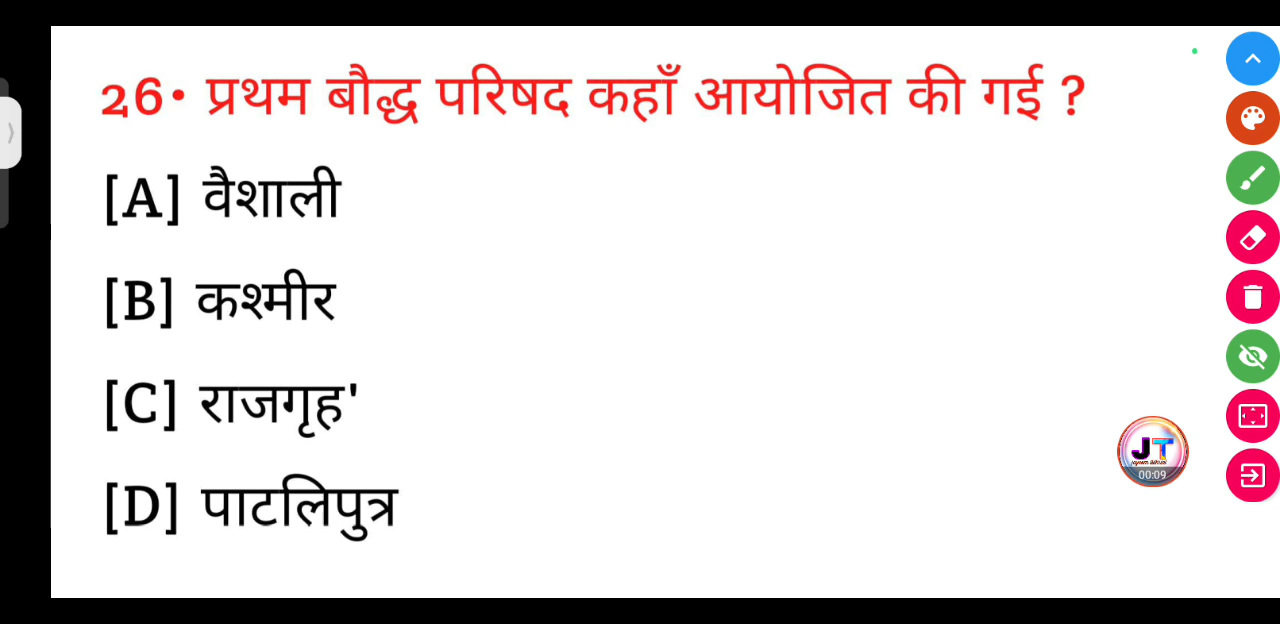 26• प्रथम बौद्ध परिषद कहाँ आयोजित की गई ?
[A] वैशाली
[B] कश्मीर
[C] राजगृह'
JT
00:09
[D] पाटलिपुत्र